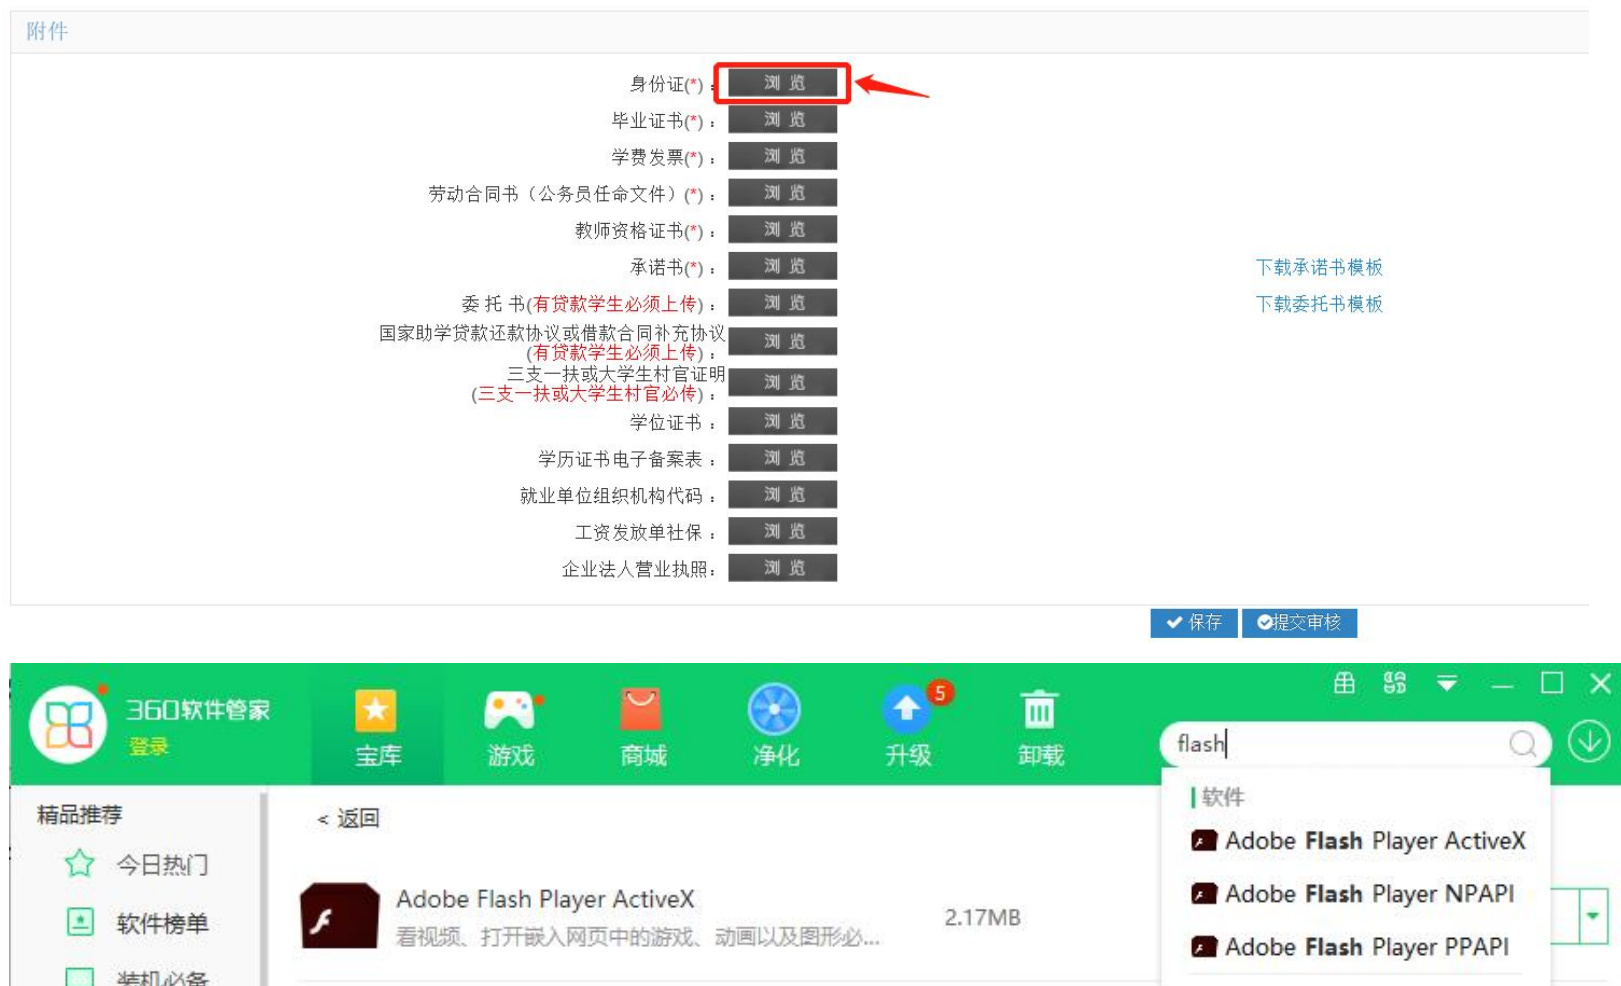 附件
身份证(*)： 浏 览
毕业证书(*)： 浏 览
学费发票(*)： 浏 览
劳动合同书（公务员任命文件）(*)： 浏 览
教师资格证书(*)： 浏 览
承诺书(*)： 浏 览 下载承诺书模板
委 托 书(有贷款学生必须上传)： 浏 览 下载委托书模板
国家助学贷款还款协议或借款合同补充协议
(有贷款学生必须上传)： 浏 览
三支一扶或大学生村官证明
(三支一扶或大学生村官必传)： 浏 览
学位证书： 浏 览
学历证书电子备案表： 浏 览
就业单位组织机构代码： 浏 览
工资发放单社保： 浏 览
企业法人营业执照： 浏 览
保存 提交审核
360软件管家
登录
宝库 游戏 商城 净化 升级 卸载
5
flash
软件
Adobe Flash Player ActiveX
Adobe Flash Player NPAPI
Adobe Flash Player PPAPI
精品推荐
今日热门
软件榜单
装机必备
< 返回
Adobe Flash Player ActiveX
看视频、打开嵌入网页中的游戏、动画以及图形必...
2.17MB